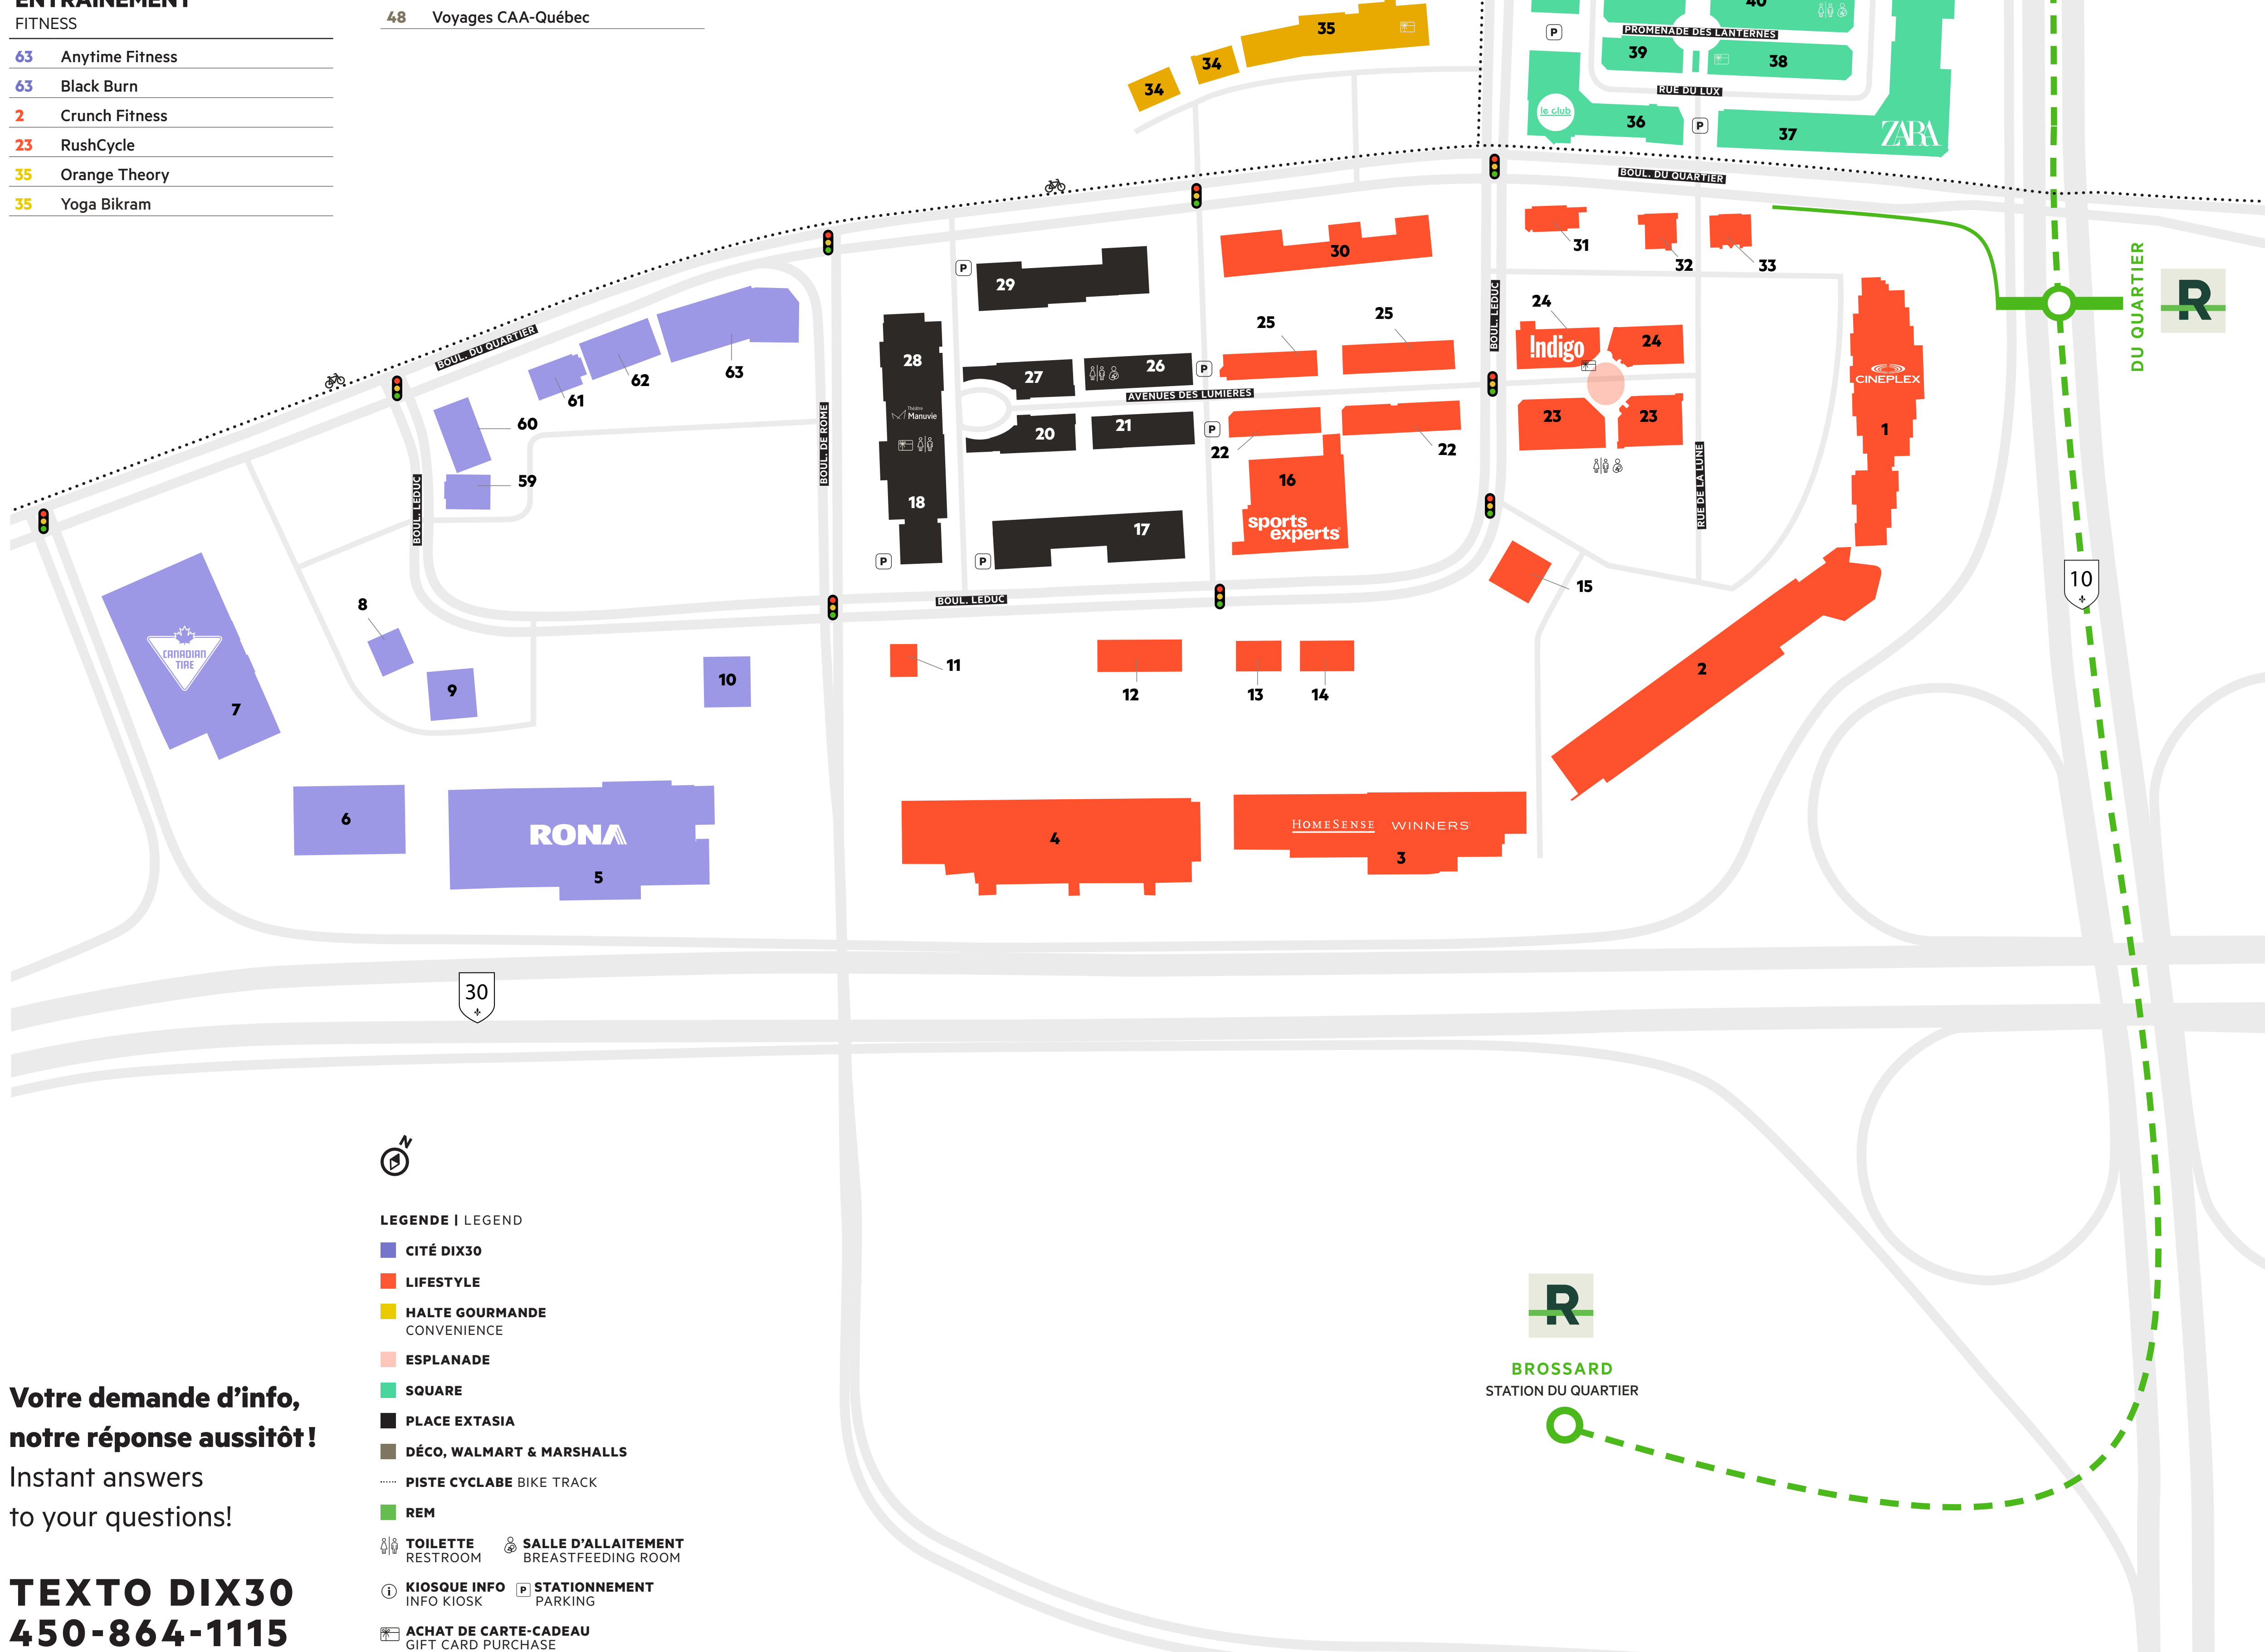 ENTRAÎNEMENT
FITNESS
63 Anytime Fitness
63 Black Burn
2 Crunch Fitness
23 RushCycle
35 Orange Theory
35 Yoga Bikram
48 Voyages CAA-Québec
40
35
34
34
P
PROMENADE DES LANTERNES
39
38
RUE DU LUX
le club
36
P
37
ZARA
BOUL. DU QUARTIER
31
32
33
30
29
P
DU QUARTIER
R
BOUL. DU QUARTIER
63
62
61
60
59
BOUL. LEDUC
BOUL. DE ROME
28
Théâtre
Manuvie
18
27
26
P
25
25
AVENUES DES LUMIERES
20
21
P
22
22
16
sports
experts
17
P
P
BOUL. LEDUC
24
!ndigo
24
23
23
RUE DE LA LUNE
CINEPLEX
1
10
15
2
BOUL. LEDUC
CANADIAN
TIRE
7
8
9
10
11
12
13
14
6
RONA
5
4
HOMESENSE WINNERS
3
30
N
LEGENDE | LEGEND
CITÉ DIX30
LIFESTYLE
HALTE GOURMANDE
CONVENIENCE
ESPLANADE
SQUARE
PLACE EXTASIA
DÉCO, WALMART & MARSHALLS
PISTE CYCLABE BIKE TRACK
REM
TOILETTE
RESTROOM
SALLE D'ALLAITEMENT
BREASTFEEDING ROOM
i KIOSQUE INFO
INFO KIOSK
P STATIONNEMENT
PARKING
ACHAT DE CARTE-CADEAU
GIFT CARD PURCHASE
R
BROSSARD
STATION DU QUARTIER
Votre demande d'info,
notre réponse aussitôt !
Instant answers
to your questions!
TEXTO DIX30
450-864-1115